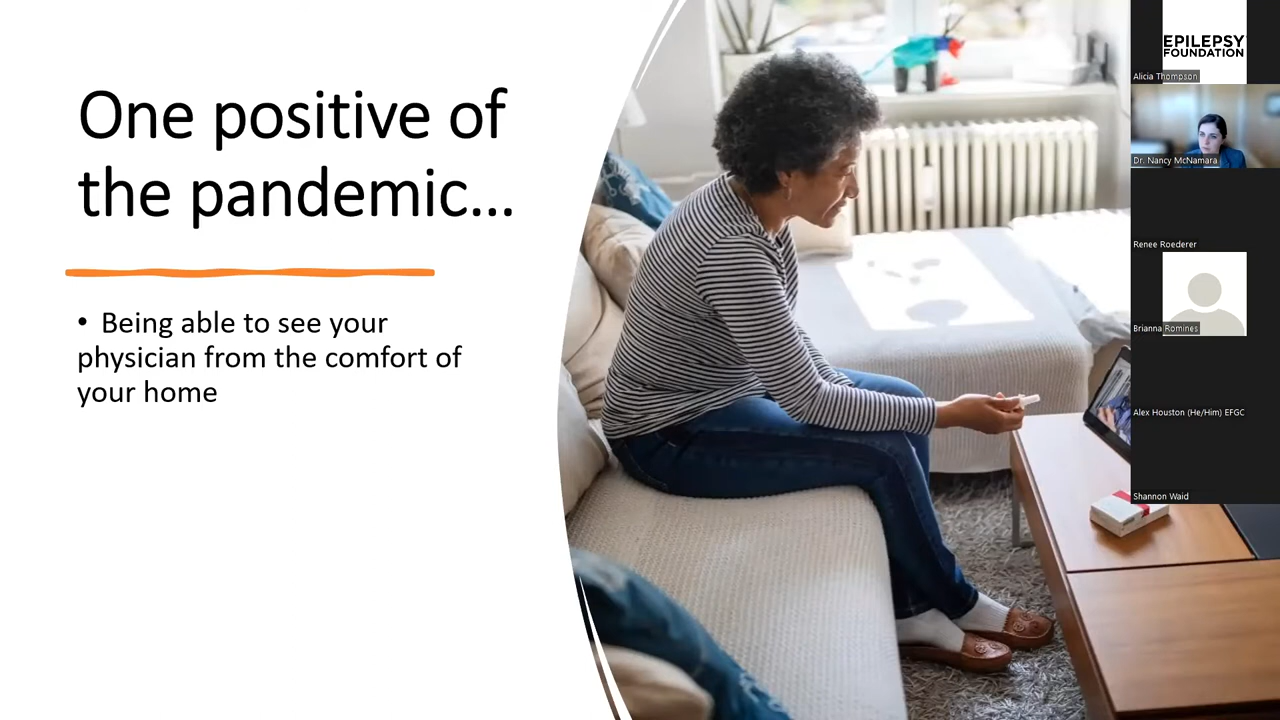 One positive of
the pandemic...
• Being able to see your
physician from the comfort of
your home
EPILEPSY
FOUNDATION
Alicia Thompson
Dr. Nancy McNamara
Renee Roederer
Brianna Romines
Alex Houston (He/Him) EFGC
Shannon Waid